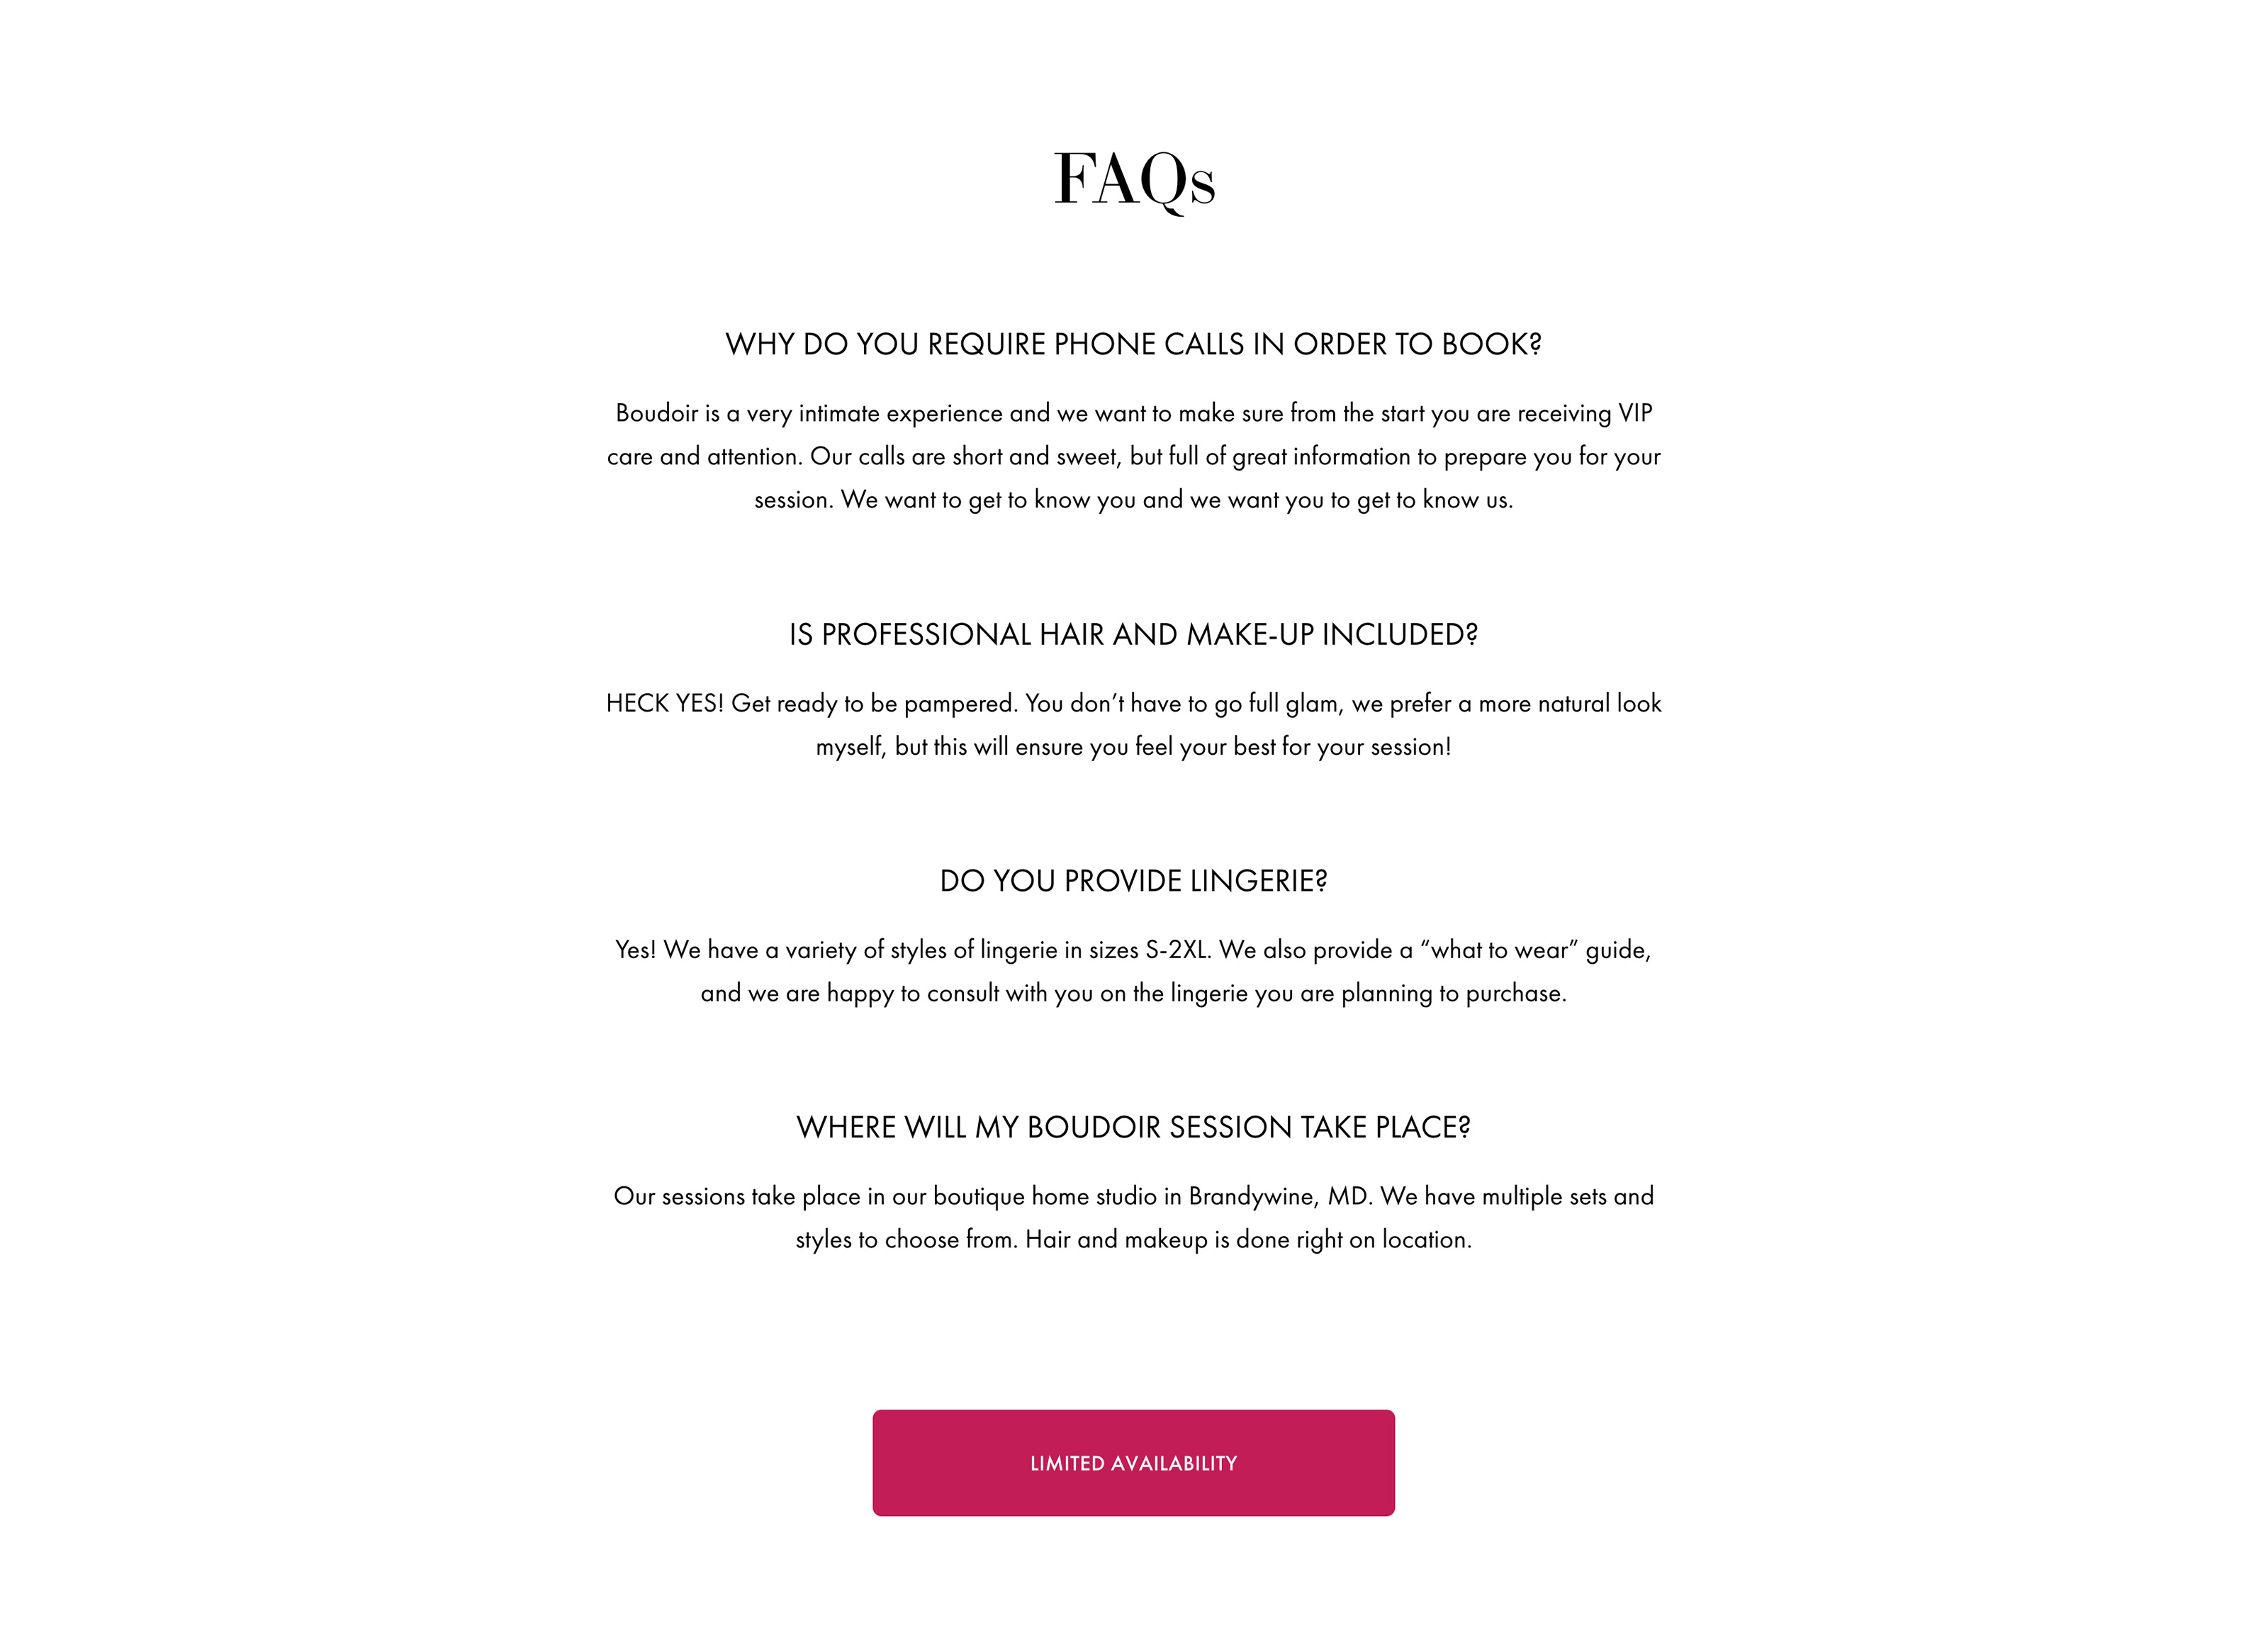 FAQs
WHY DO YOU REQUIRE PHONE CALLS IN ORDER TO BOOK?
Boudoir is a very intimate experience and we want to make sure from the start you are receiving VIP
care and attention. Our calls are short and sweet, but full of great information to prepare you for your
session. We want to get to know you and we want you to get to know us.
IS PROFESSIONAL HAIR AND MAKE-UP INCLUDED?
HECK YES! Get ready to be pampered. You don’t have to go full glam, we prefer a more natural look
myself, but this will ensure you feel your best for your session!
DO YOU PROVIDE LINGERIE?
Yes! We have a variety of styles of lingerie in sizes S-2XL. We also provide a “what to wear” guide,
and we are happy to consult with you on the lingerie you are planning to purchase.
WHERE WILL MY BOUDOIR SESSION TAKE PLACE?
Our sessions take place in our boutique home studio in Brandywine, MD. We have multiple sets and
styles to choose from. Hair and makeup is done right on location.
LIMITED AVAILABILITY